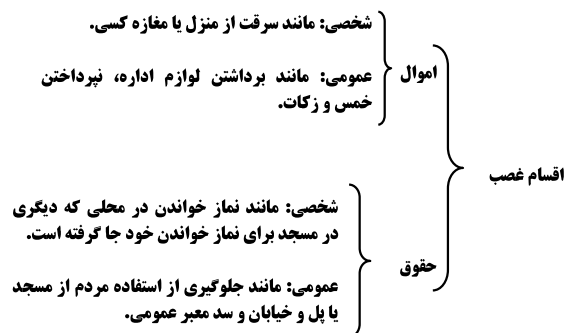 اقسام غصب
اموال
شخصی: مانند سرقت از منزل یا مغازه کسی.
عمومی: مانند برداشتن لوازم اداره، نپرداختن
خمس و زکات.
حقوق
شخصی: مانند نماز خواندن در محلی که دیگری
در مسجد برای نماز خواندن خود جا گرفته است.
عمومی: مانند جلوگیری از استفاده مردم از مسجد
یا پل و خیابان و سد معبر عمومی.